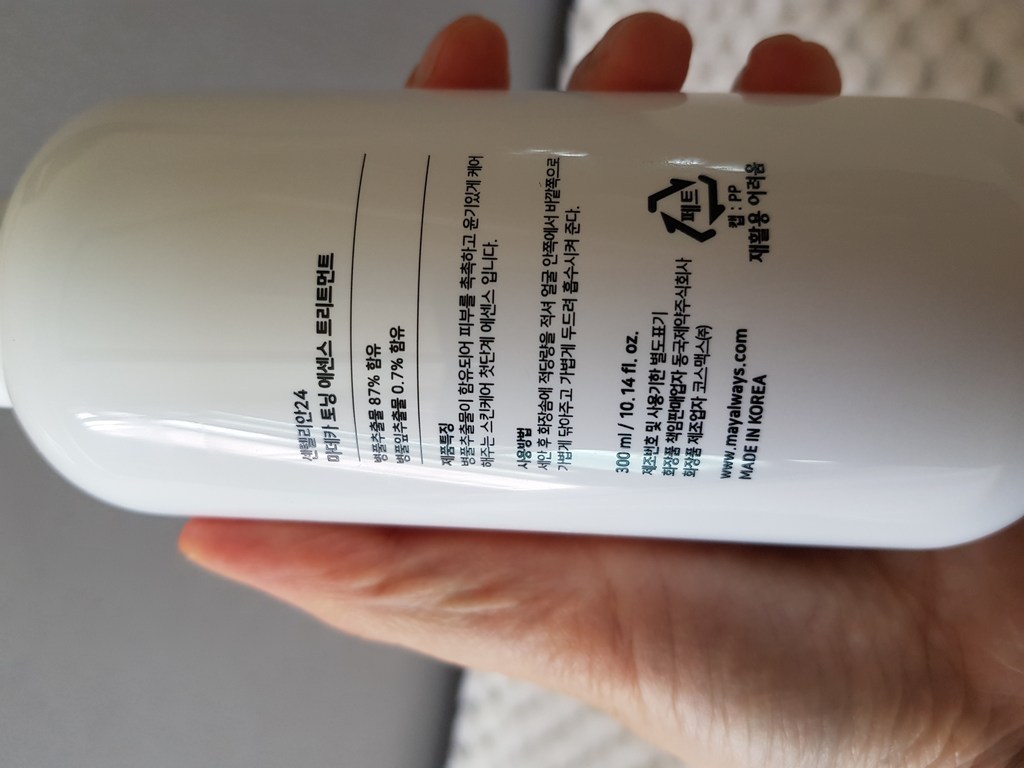 센텔리안24
마데카 토닝 에센스 트리트먼트
병풀추출물 87% 함유
병풀잎추출물 0.7% 함유
제품특징
병풀추출물이 함유되어 피부를 촉촉하고 윤기있게 케어
해주는 스킨케어 첫단계 에센스 입니다.
사용방법
세안 후 화장솜에 적당량을 적셔 얼굴 안쪽에서 바깥쪽으로
가볍게 닦아주고 가볍게 두드려 흡수시켜 준다.
300 ml / 10.14 fl. oz.
제조번호 및 사용기한 별도표기
화장품 책임판매업자 동국제약주식회사
화장품 제조업자 코스맥스㈜
www.mayalways.com
MADE IN KOREA
페트
캡 : PP
재활용 어려움